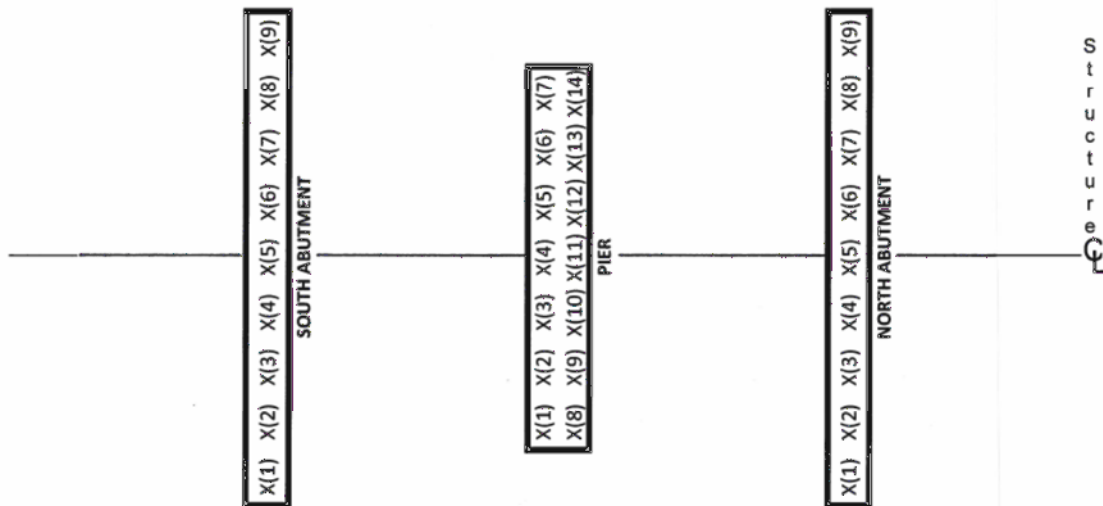 X(1) X(2) X(3) X(4) X(5) X(6) X(7) X(8) X(9)
SOUTH ABUTMENT
X(1) X(2) X(3) X(4) X(5) X(6) X(7)
X(8) X(9) X(10) X(11) X(12) X(13) X(14)
PIER
X(1) X(2) X(3) X(4) X(5) X(6) X(7) X(8) X(9)
NORTH ABUTMENT
Structure
℄